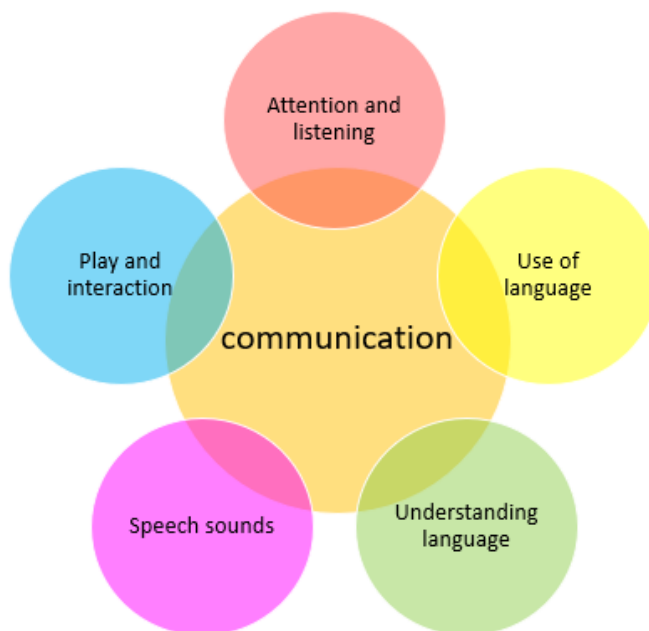 Attention and
listening
Play and
interaction
Use of
language
communication
Speech sounds
Understanding
language